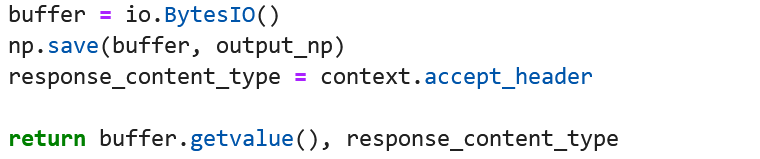 buffer = io.BytesIO()
np.save(buffer, output_np)
response_content_type = context.accept_header
return buffer.getvalue(), response_content_type